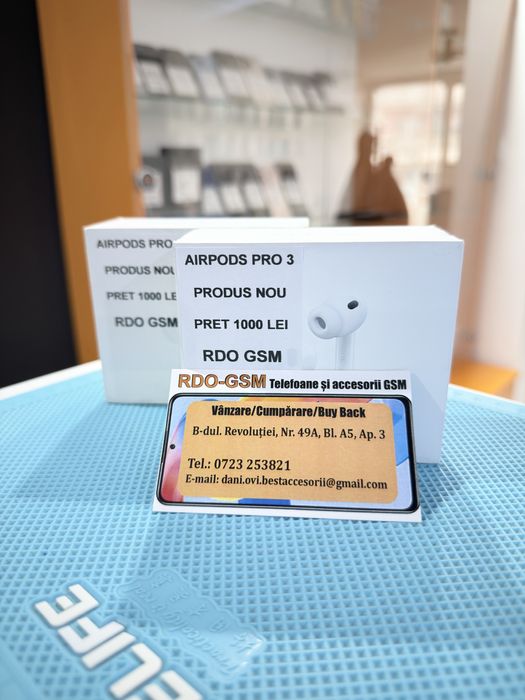 AIRPODS PRO
PRODUS NOU
PRET 1000 LE
RDO GSM
AIRPODS PRO 3
PRODUS NOU
PRET 1000 LEI
RDO GSM
RDO-GSM Telefoane și accesorii GSM
Vânzare/Cumpărare/Buy Back
B-dul. Revoluției, Nr. 49A, Bl. A5, Ap. 3
Tel.: 0723 253821
E-mail: dani.ovi.bestaccesorii@gmail.com
ELIFE